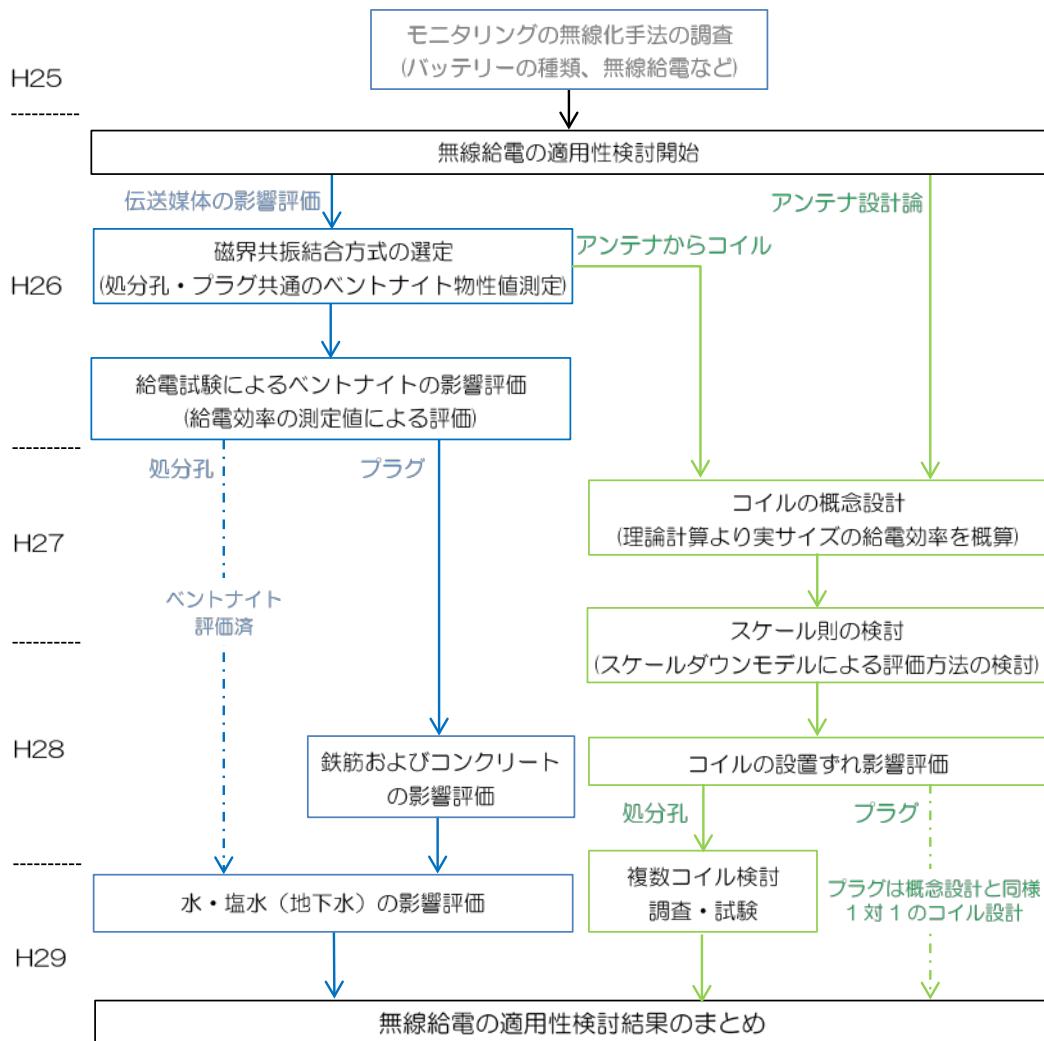 モニタリングの無線化手法の調査
(バッテリーの種類、無線給電など)
H25
無線給電の適用性検討開始
伝送媒体の影響評価
アンテナ設計論
磁界共振結合方式の選定
(処分孔・プラグ共通のベントナイト物性値測定)
アンテナからコイル
H26
給電試験によるベントナイトの影響評価
(給電効率の測定値による評価)
処分孔
プラグ
コイルの概念設計
(理論計算より実サイズの給電効率を概算)
H27
ベントナイト
評価済
スケール則の検討
(スケールダウンモデルによる評価方法の検討)
H28
鉄筋およびコンクリート
の影響評価
コイルの設置ずれ影響評価
処分孔
プラグ
複数コイル検討
調査・試験
プラグは概念設計と同様
1対1のコイル設計
水・塩水（地下水）の影響評価
H29
無線給電の適用性検討結果のまとめ